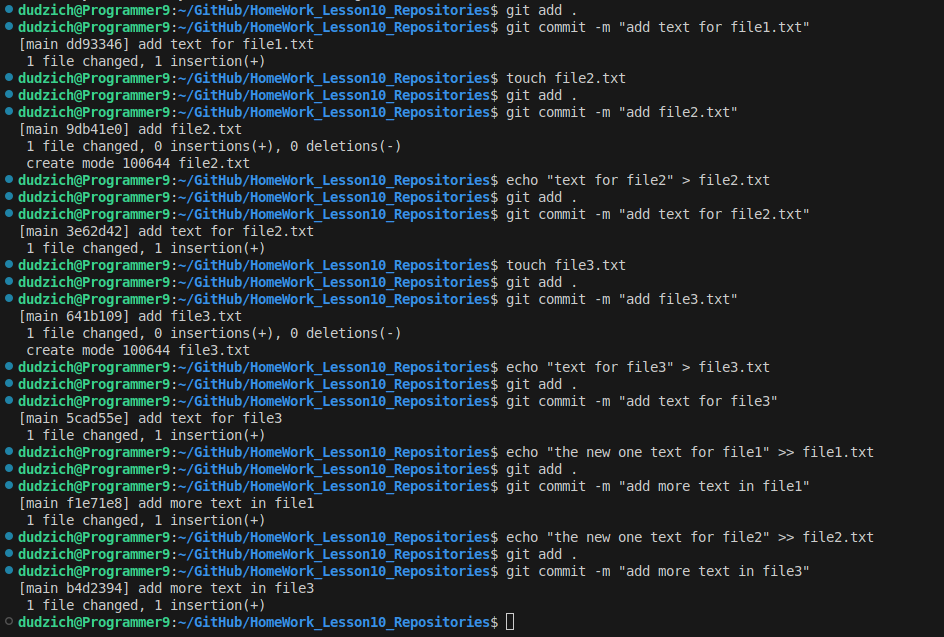 dudzich@Programmer9:~/GitHub/HomeWork_Lesson10_Repositories$ git add .
dudzich@Programmer9:~/GitHub/HomeWork_Lesson10_Repositories$ git commit -m "add text for file1.txt"
[main dd93346] add text for file1.txt
 1 file changed, 1 insertion(+)
dudzich@Programmer9:~/GitHub/HomeWork_Lesson10_Repositories$ touch file2.txt
dudzich@Programmer9:~/GitHub/HomeWork_Lesson10_Repositories$ git add .
dudzich@Programmer9:~/GitHub/HomeWork_Lesson10_Repositories$ git commit -m "add file2.txt"
[main 9db41e0] add file2.txt
 1 file changed, 0 insertions(+), 0 deletions(-)
 create mode 100644 file2.txt
dudzich@Programmer9:~/GitHub/HomeWork_Lesson10_Repositories$ echo "text for file2" > file2.txt
dudzich@Programmer9:~/GitHub/HomeWork_Lesson10_Repositories$ git add .
dudzich@Programmer9:~/GitHub/HomeWork_Lesson10_Repositories$ git commit -m "add text for file2.txt"
[main 3e62d42] add text for file2.txt
 1 file changed, 1 insertion(+)
dudzich@Programmer9:~/GitHub/HomeWork_Lesson10_Repositories$ touch file3.txt
dudzich@Programmer9:~/GitHub/HomeWork_Lesson10_Repositories$ git add .
dudzich@Programmer9:~/GitHub/HomeWork_Lesson10_Repositories$ git commit -m "add file3.txt"
[main 641b109] add file3.txt
 1 file changed, 0 insertions(+), 0 deletions(-)
 create mode 100644 file3.txt
dudzich@Programmer9:~/GitHub/HomeWork_Lesson10_Repositories$ echo "text for file3" > file3.txt
dudzich@Programmer9:~/GitHub/HomeWork_Lesson10_Repositories$ git add .
dudzich@Programmer9:~/GitHub/HomeWork_Lesson10_Repositories$ git commit -m "add text for file3"
[main 5cad55e] add text for file3
 1 file changed, 1 insertion(+)
dudzich@Programmer9:~/GitHub/HomeWork_Lesson10_Repositories$ echo "the new one text for file1" >> file1.txt
dudzich@Programmer9:~/GitHub/HomeWork_Lesson10_Repositories$ git add .
dudzich@Programmer9:~/GitHub/HomeWork_Lesson10_Repositories$ git commit -m "add more text in file1"
[main f1e71e8] add more text in file1
 1 file changed, 1 insertion(+)
dudzich@Programmer9:~/GitHub/HomeWork_Lesson10_Repositories$ echo "the new one text for file2" >> file2.txt
dudzich@Programmer9:~/GitHub/HomeWork_Lesson10_Repositories$ git add .
dudzich@Programmer9:~/GitHub/HomeWork_Lesson10_Repositories$ git commit -m "add more text in file3"
[main b4d2394] add more text in file3
 1 file changed, 1 insertion(+)
dudzich@Programmer9:~/GitHub/HomeWork_Lesson10_Repositories$